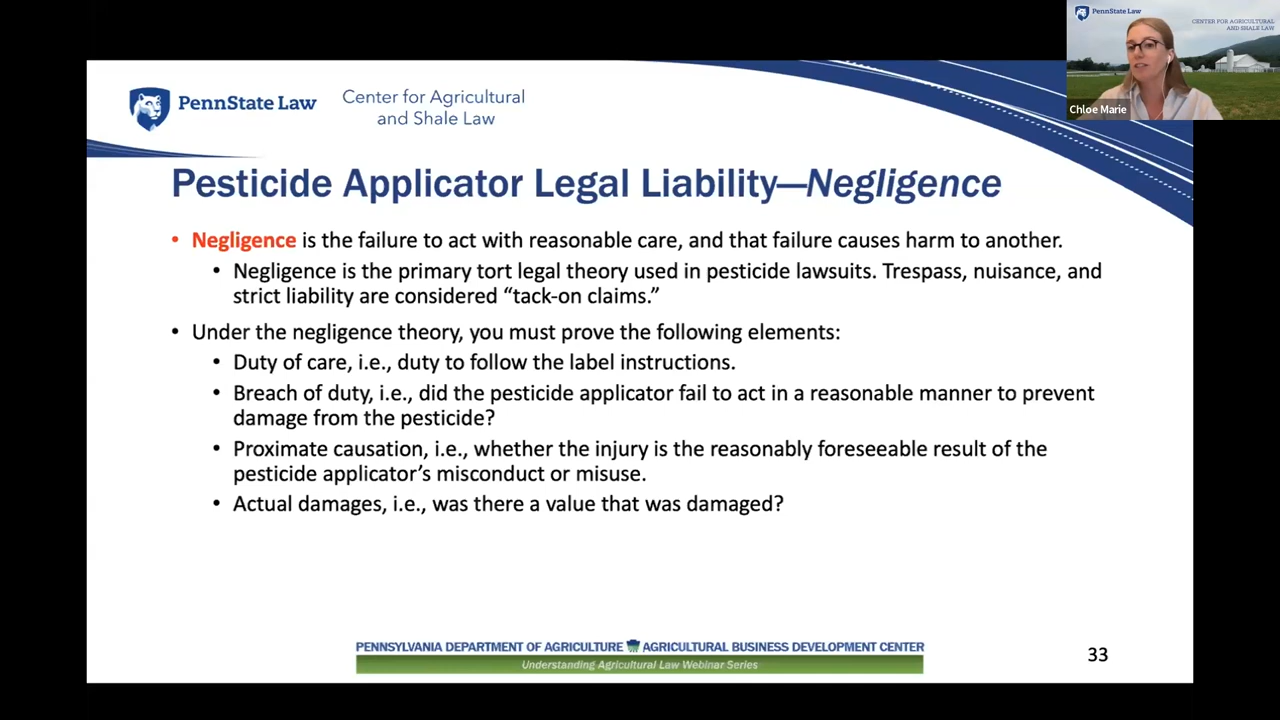 PennState Law
Center for Agricultural
and Shale Law
PennState Law
CENTER FOR AGRICULTURAL
AND SHALE LAW
Chloe Marie
Pesticide Applicator Legal Liability—Negligence
• Negligence is the failure to act with reasonable care, and that failure causes harm to another.
• Negligence is the primary tort legal theory used in pesticide lawsuits. Trespass, nuisance, and
strict liability are considered “tack-on claims.”
• Under the negligence theory, you must prove the following elements:
• Duty of care, i.e., duty to follow the label instructions.
• Breach of duty, i.e., did the pesticide applicator fail to act in a reasonable manner to prevent
damage from the pesticide?
• Proximate causation, i.e., whether the injury is the reasonably foreseeable result of the
pesticide applicator’s misconduct or misuse.
• Actual damages, i.e., was there a value that was damaged?
PENNSYLVANIA DEPARTMENT OF AGRICULTURE AGRICULTURAL BUSINESS DEVELOPMENT CENTER
Understanding Agricultural Law Webinar Series
33